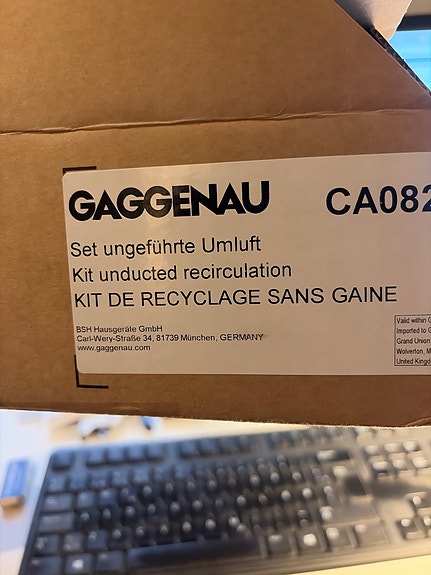 GAGGENAU
CA082
Set ungeführte Umluft
Kit unducted recirculation
KIT DE RECYCLAGE SANS GAINE
BSH Hausgeräte GmbH
Carl-Wery-Straße 34, 81739 München, GERMANY
www.gaggenau.com
Valid within G
Imported to G
Grand Union
Wolverton, M
United Kingd